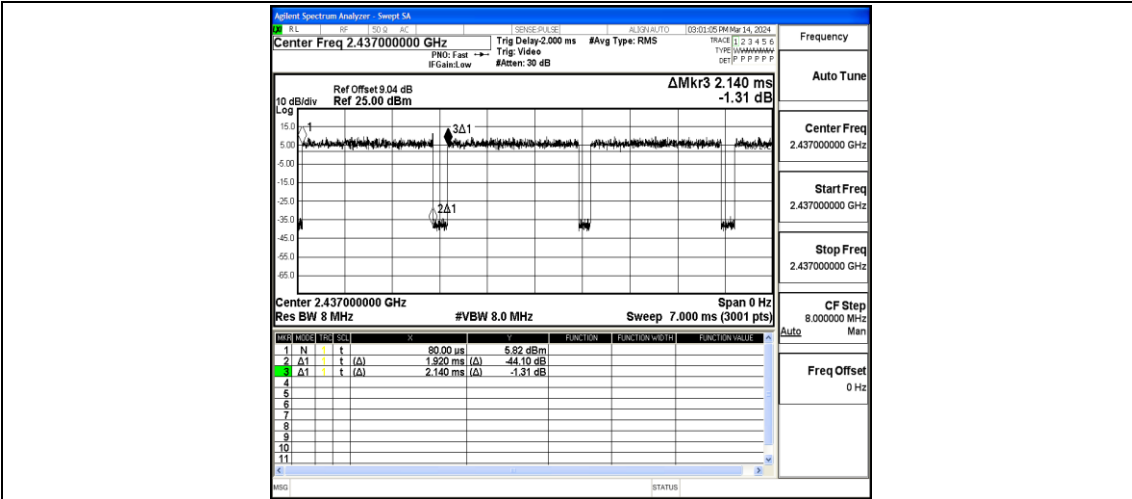 Agilent Spectrum Analyzer - Swept SA
LXI RL RF 50 Ω AC SENSE:PULSE ALIGN AUTO 03:01:05 PM Mar 14, 2024
Center Freq 2.437000000 GHz Trig Delay-2.000 ms #Avg Type: RMS TRACE 1 2 3 4 5 6
PNO: Fast Trig: Video TYPE WWWWWW
IFGain:Low #Atten: 30 dB DET P P P P P P
Frequency
Auto Tune
Center Freq
2.437000000 GHz
Start Freq
2.437000000 GHz
Stop Freq
2.437000000 GHz
CF Step
8.000000 MHz
Auto Man
Freq Offset
0 Hz
ΔMkr3 2.140 ms
-1.31 dB
Ref Offset 9.04 dB
10 dB/div Ref 25.00 dBm
Log
15.0
5.00
-5.00
-15.0
-25.0
-35.0
-45.0
-55.0
-65.0
1
3Δ1
2Δ1
Center 2.437000000 GHz Span 0 Hz
Res BW 8 MHz #VBW 8.0 MHz Sweep 7.000 ms (3001 pts)
MKR MODE TRC SCL X Y FUNCTION FUNCTION WIDTH FUNCTION VALUE
1 N 1 t 80.00 µs 5.82 dBm
2 Δ1 1 t (Δ) 1.920 ms (Δ) -44.10 dB
3 Δ1 1 t (Δ) 2.140 ms (Δ) -1.31 dB
4
5
6
7
8
9
10
11
MSG STATUS